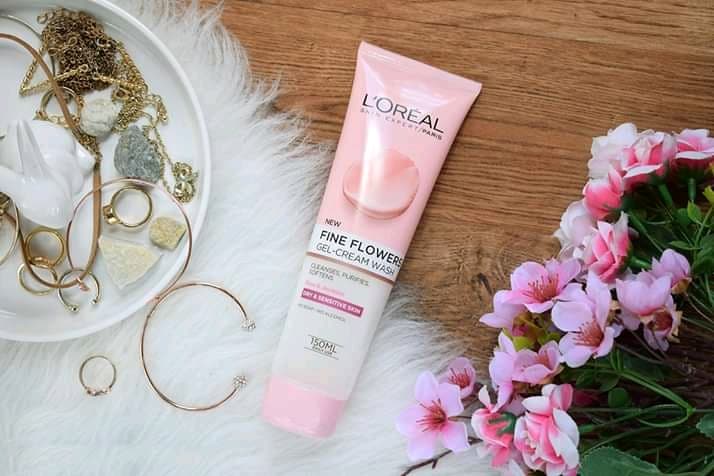 L'ORÉAL
SKIN EXPERT/PARIS
NEW
FINE FLOWERS
GEL-CREAM WASH
CLEANSES, PURIFIES,
SOFTENS
DRY & SENSITIVE SKIN
150ML